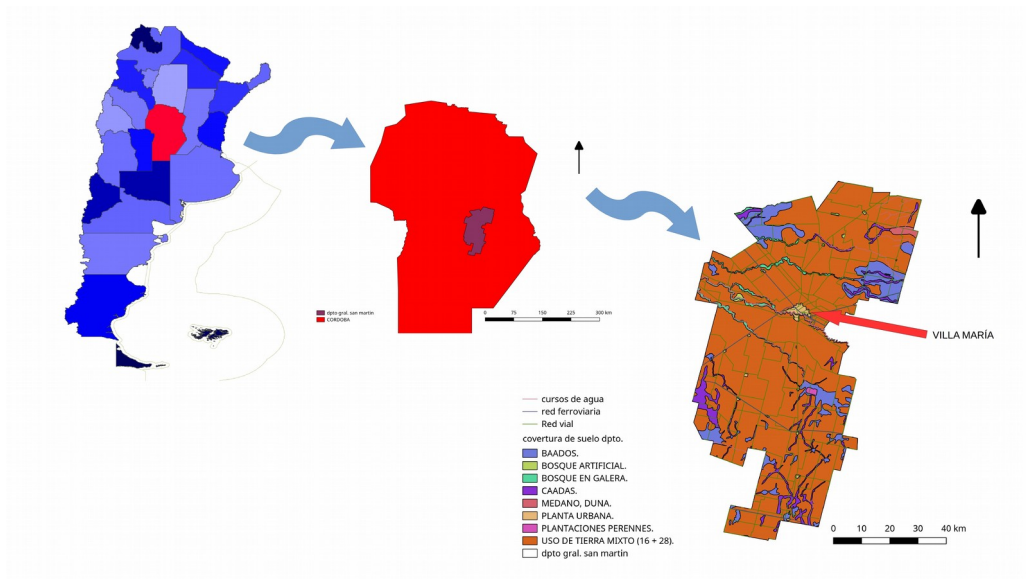 dpto gral. san martin
CORDOBA
0 75 150 225 300 km
VILLA MARÍA
cursos de agua
red ferroviaria
Red vial
covertura de suelo dpto.
BAADOS.
BOSQUE ARTIFICIAL.
BOSQUE EN GALERA.
CAADAS.
MEDANO, DUNA.
PLANTA URBANA.
PLANTACIONES PERENNES.
USO DE TIERRA MIXTO (16 + 28).
dpto gral. san martin
0 10 20 30 40 km